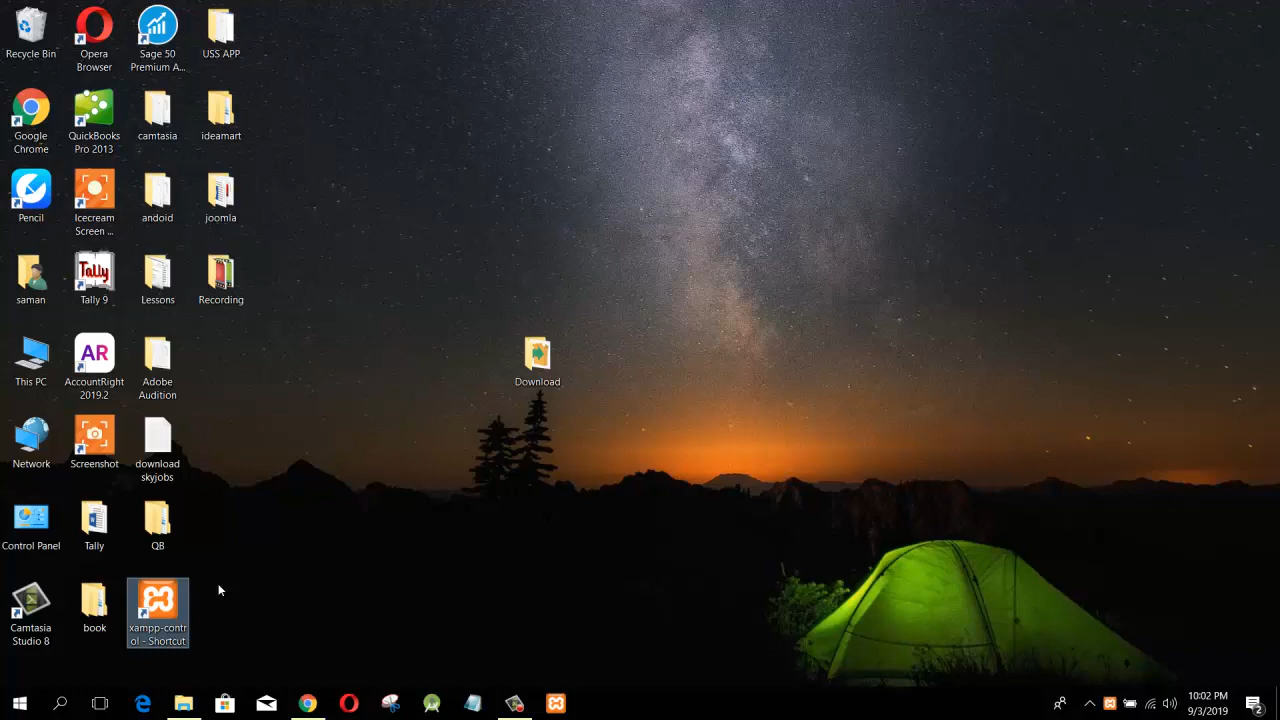 Recycle Bin
Opera
Browser
Sage 50
Premium A...
USS APP
Google
Chrome
QuickBooks
Pro 2013
camtasia
ideamart
Pencil
Icecream
Screen ...
andoid
joomla
saman
Tally
Tally 9
Lessons
Recording
This PC
AR
AccountRight
2019.2
Adobe
Audition
Download
Network
Screenshot
download
skyjobs
Control Panel
Tally
QB
Camtasia
Studio 8
book
xampp-contr
ol - Shortcut
10:02 PM
9/3/2019
2